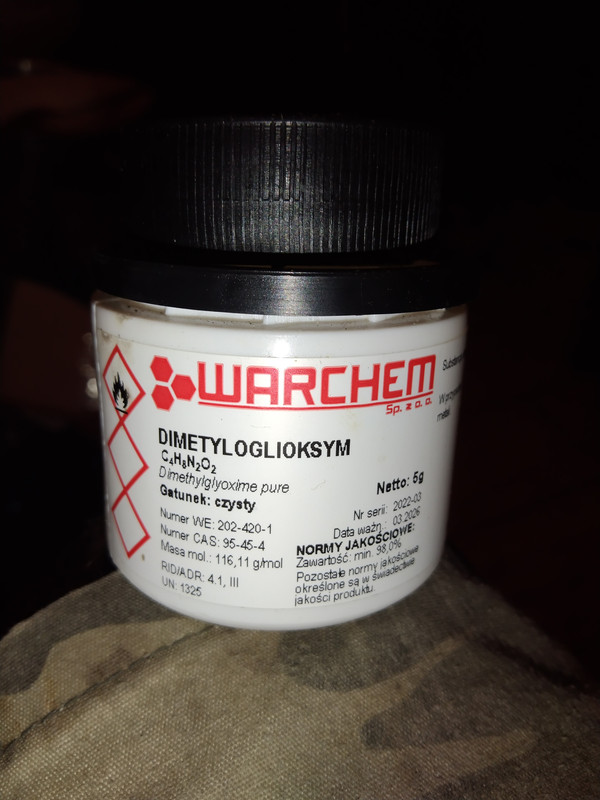 WARCHEM
Sp. z o.o.
DIMETYLOGLIOKSYM
C₄H₈N₂O₂
Dimethylglyoxime pure
Gatunek: czysty
Numer WE: 202-420-1
Numer CAS: 95-45-4
Masa mol.: 116,11 g/mol
RID/ADR: 4.1, III
UN: 1325
Netto: 5g
Nr serii: 2022-03
Data ważn.: 03.2026
NORMY JAKOŚCIOWE:
Zawartość: min. 98,0%
Pozostałe normy jakościowe
określone są w świadectwie
jakości produktu.
W